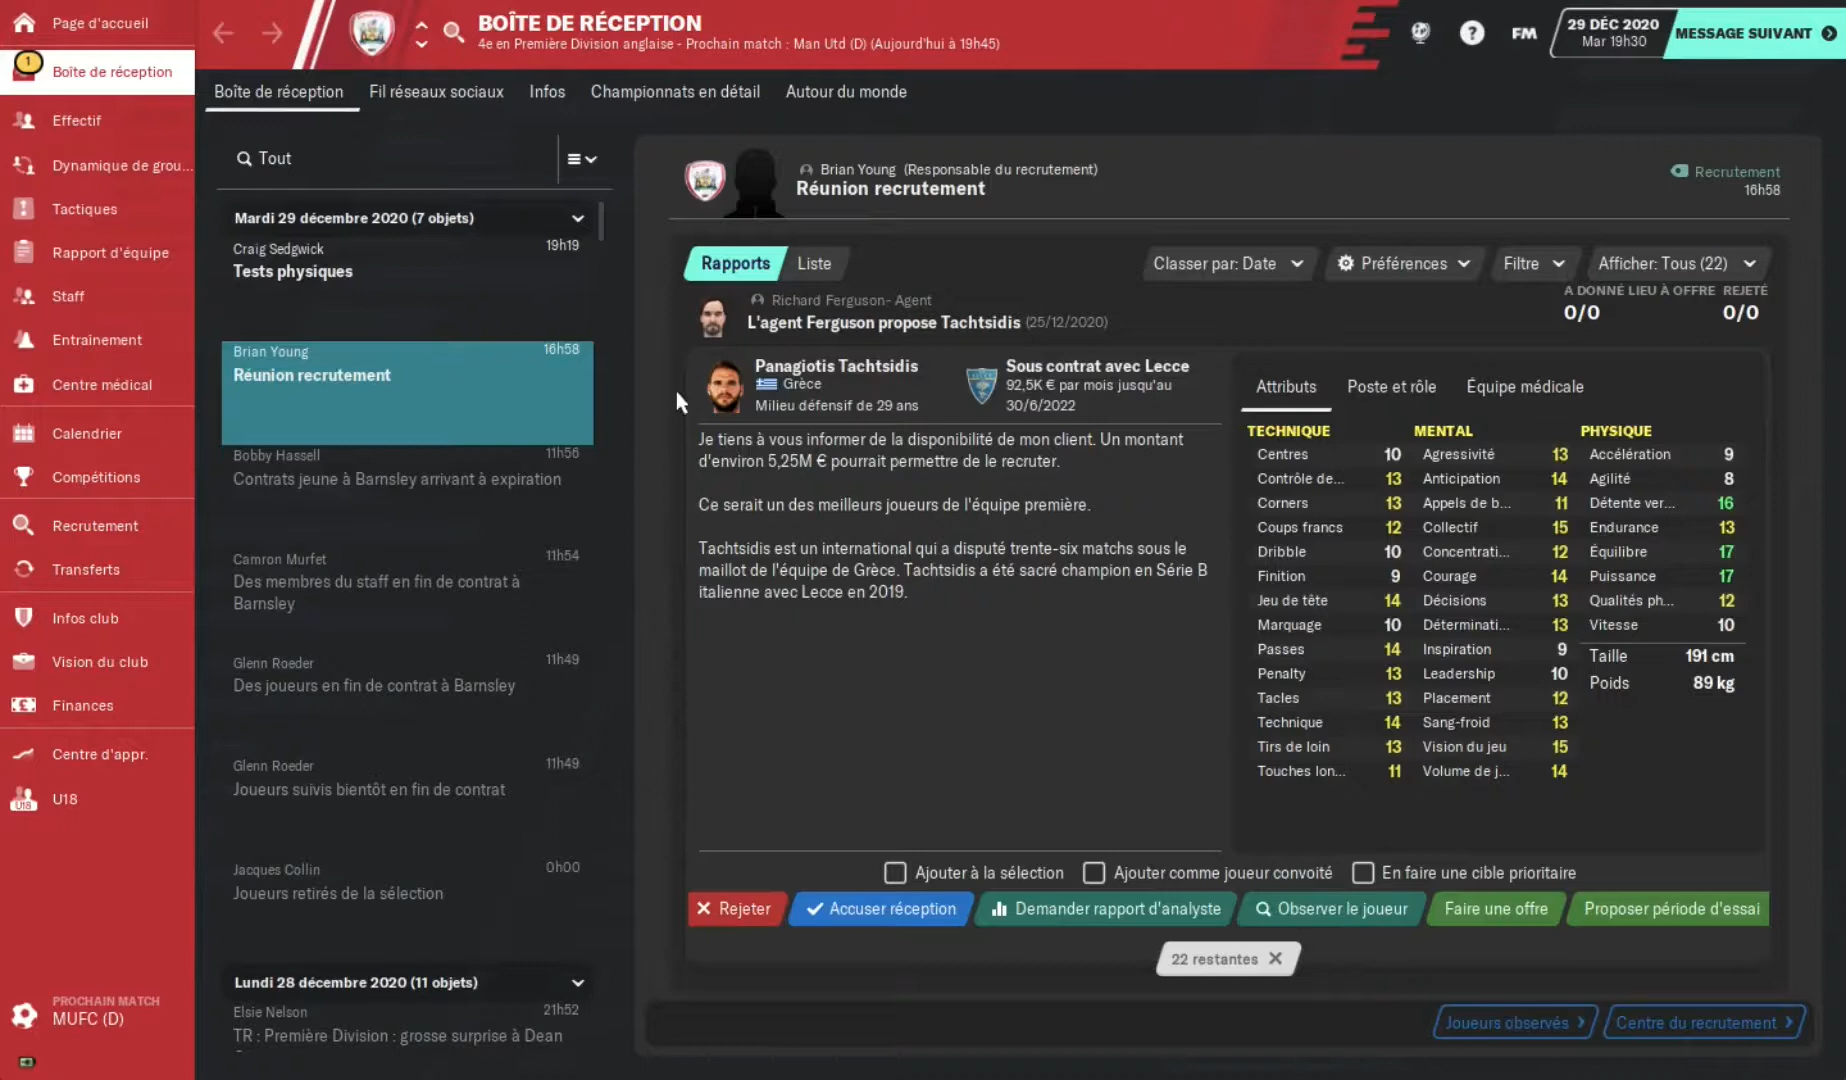 Page d'accueil
1
Boîte de réception
Effectif
Dynamique de grou...
Tactiques
Rapport d'équipe
Staff
Entraînement
Centre médical
Calendrier
Compétitions
Recrutement
Transferts
Infos club
Vision du club
Finances
Centre d'appr.
U18
U18
PROCHAIN MATCH
MUFC (D)
BOÎTE DE RÉCEPTION
4e en Première Division anglaise - Prochain match : Man Utd (D) (Aujourd'hui à 19h45)
?
FM
29 DÉC 2020
Mar 19h30
MESSAGE SUIVANT
Boîte de réception Fil réseaux sociaux Infos Championnats en détail Autour du monde
Tout
Mardi 29 décembre 2020 (7 objets)
Craig Sedgwick 19h19
Tests physiques
Brian Young 16h58
Réunion recrutement
Bobby Hassell 11h56
Contrats jeune à Barnsley arrivant à expiration
Camron Murfet 11h54
Des membres du staff en fin de contrat à
Barnsley
Glenn Roeder 11h49
Des joueurs en fin de contrat à Barnsley
Glenn Roeder 11h49
Joueurs suivis bientôt en fin de contrat
Jacques Collin 0h00
Joueurs retirés de la sélection
Lundi 28 décembre 2020 (11 objets)
Elsie Nelson 21h52
TR : Première Division : grosse surprise à Dean
Brian Young (Responsable du recrutement)
Réunion recrutement
Recrutement
16h58
Rapports Liste
Classer par: Date Préférences Filtre Afficher: Tous (22)
Richard Ferguson- Agent
L'agent Ferguson propose Tachtsidis (25/12/2020)
A DONNÉ LIEU À OFFRE REJETÉ
0/0 0/0
Panagiotis Tachtsidis
Grèce
Milieu défensif de 29 ans
Sous contrat avec Lecce
92,5K € par mois jusqu'au
30/6/2022
Je tiens à vous informer de la disponibilité de mon client. Un montant
d'environ 5,25M € pourrait permettre de le recruter.
Ce serait un des meilleurs joueurs de l'équipe première.
Tachtsidis est un international qui a disputé trente-six matchs sous le
maillot de l'équipe de Grèce. Tachtsidis a été sacré champion en Série B
italienne avec Lecce en 2019.
Attributs Poste et rôle Équipe médicale
TECHNIQUE MENTAL PHYSIQUE
Centres 10 Agressivité 13 Accélération 9
Contrôle de... 13 Anticipation 14 Agilité 8
Corners 13 Appels de b... 11 Détente ver... 16
Coups francs 12 Collectif 15 Endurance 13
Dribble 10 Concentrati... 12 Équilibre 17
Finition 9 Courage 14 Puissance 17
Jeu de tête 14 Décisions 13 Qualités ph... 12
Marquage 10 Déterminati... 13 Vitesse 10
Passes 14 Inspiration 9 Taille 191 cm
Penalty 13 Leadership 10 Poids 89 kg
Tacles 13 Placement 12
Technique 14 Sang-froid 13
Tirs de loin 13 Vision du jeu 15
Touches lon... 11 Volume de j... 14
Ajouter à la sélection Ajouter comme joueur convoité En faire une cible prioritaire
Rejeter Accuser réception Demander rapport d'analyste Observer le joueur Faire une offre Proposer période d'essai
22 restantes
Joueurs observés Centre du recrutement